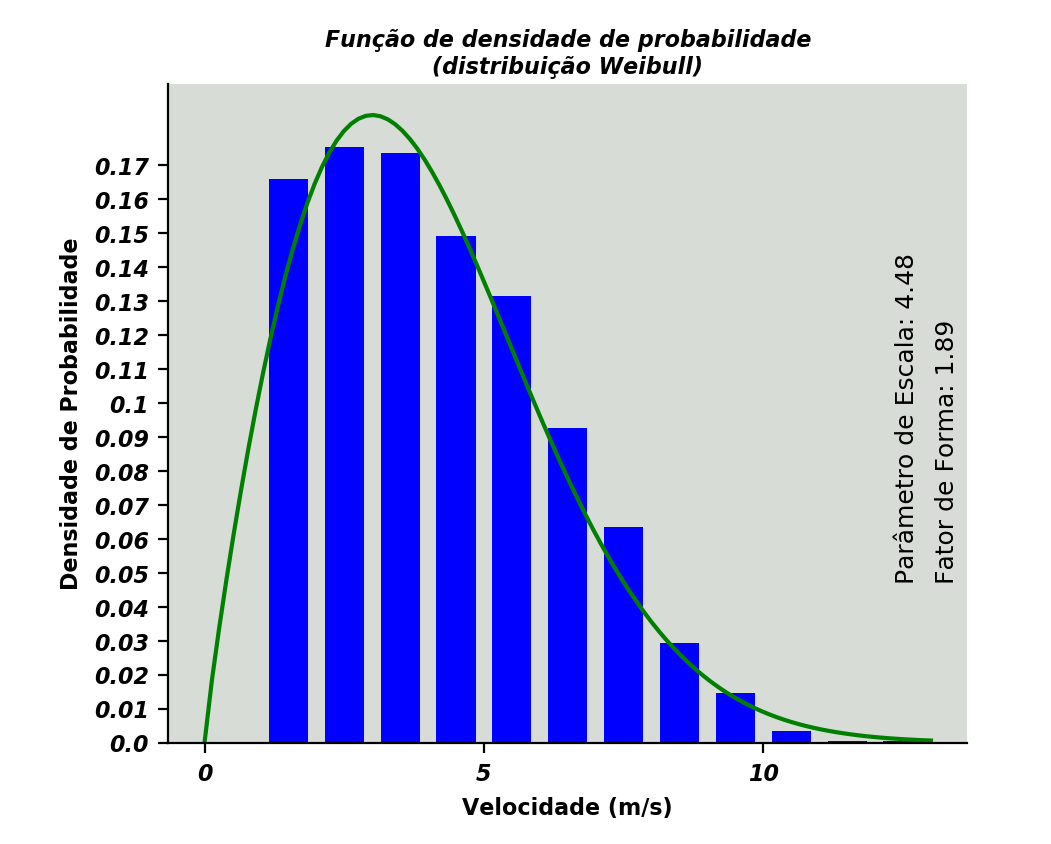 Função de densidade de probabilidade
(distribuição Weibull)
0.17
0.16
0.15
0.14
0.13
0.12
0.11
0.1
0.09
0.08
0.07
0.06
0.05
0.04
0.03
0.02
0.01
0.0
Densidade de Probabilidade
Parâmetro de Escala: 4.48
Fator de Forma: 1.89
0 5 10
Velocidade (m/s)